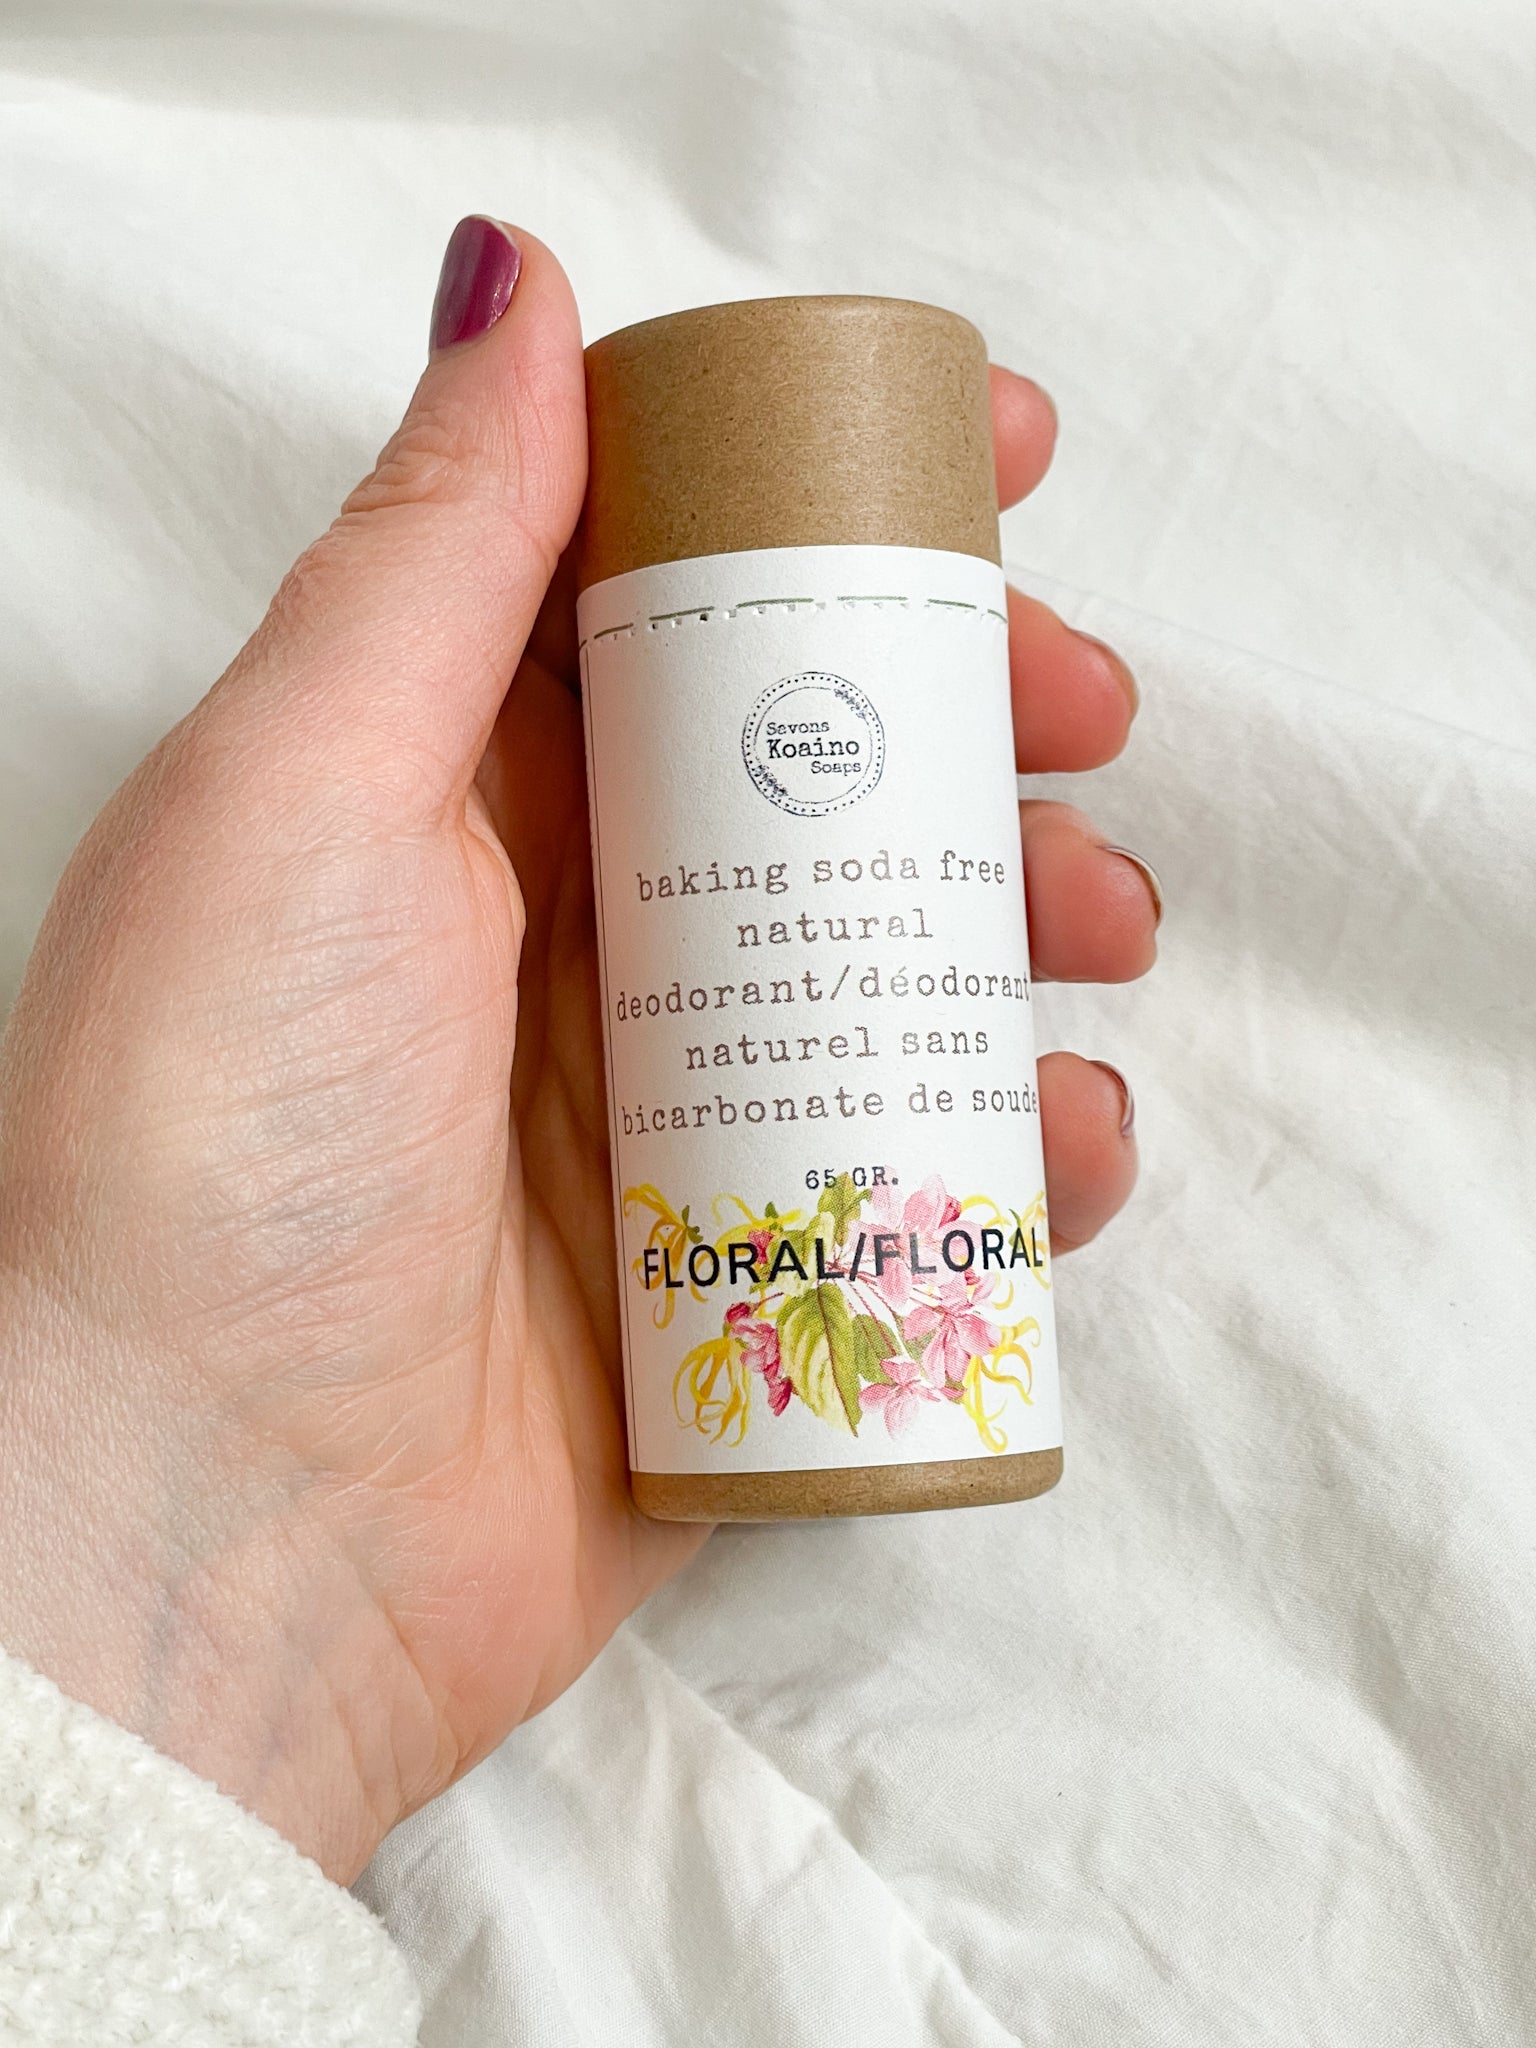 Savons
Koaino
Soaps
baking soda free
natural
deodorant/déodorant
naturel sans
bicarbonate de soude
65 GR.
FLORAL/FLORAL